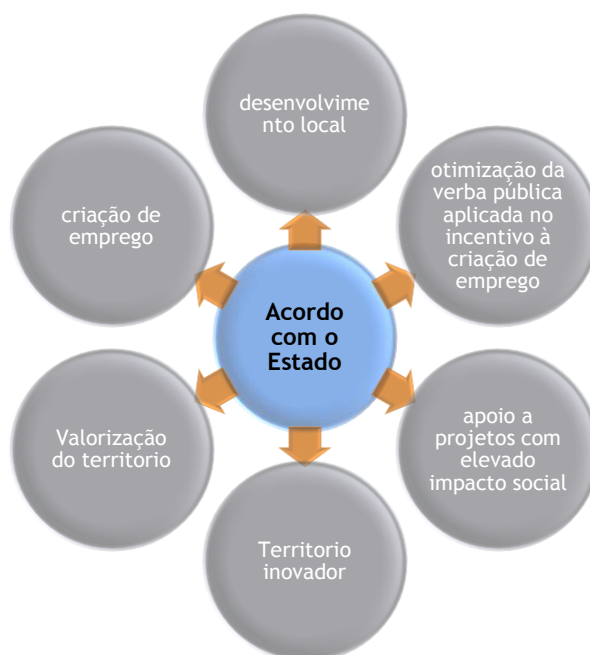 desenvolvime
nto local
otimização da
verba pública
aplicada no
incentivo à
criação de
emprego
criação de
emprego
Acordo
com o
Estado
apoio a
projetos com
elevado
impacto social
Valorização
do territorio
Territorio
inovador